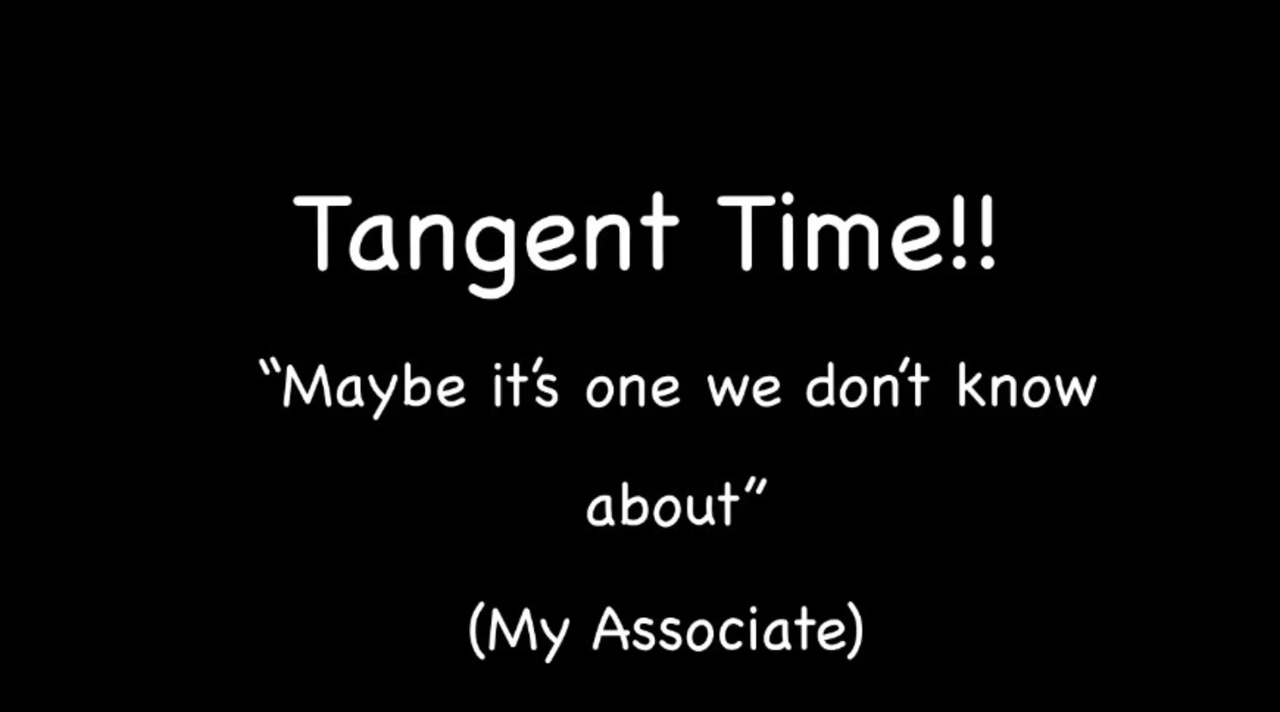 Tangent Time!!
“Maybe it’s one we don’t know
about”
(My Associate)